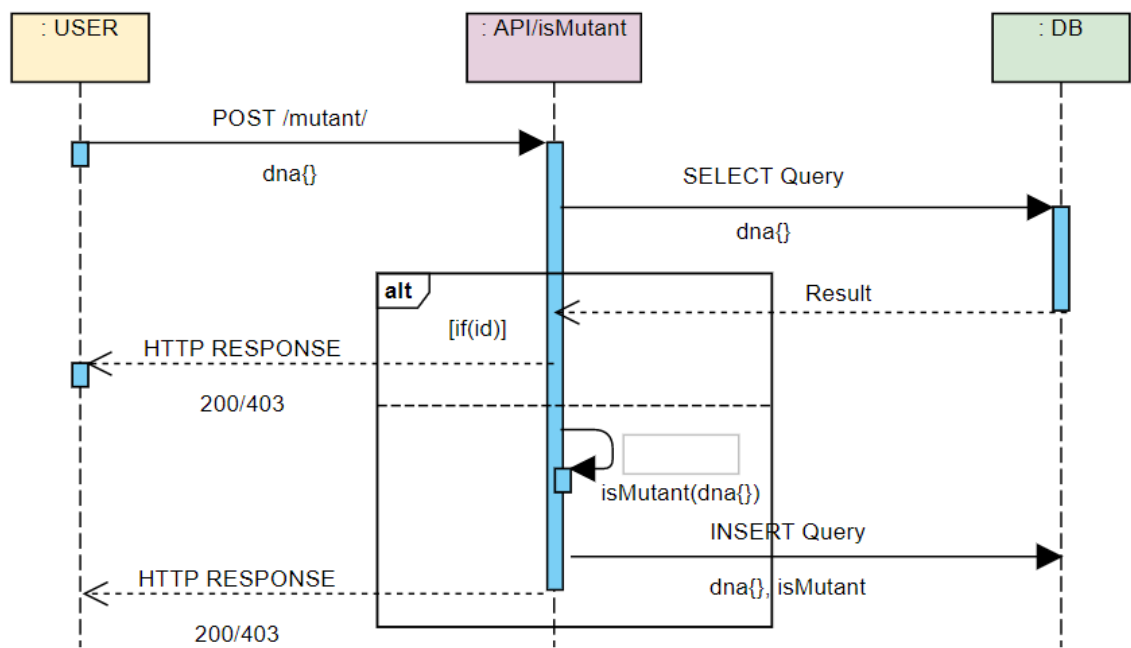 : USER
: API/isMutant
: DB
POST /mutant/
dna{}
SELECT Query
dna{}
alt
Result
[if(id)]
HTTP RESPONSE
200/403
isMutant(dna{})
INSERT Query
dna{}, isMutant
HTTP RESPONSE
200/403